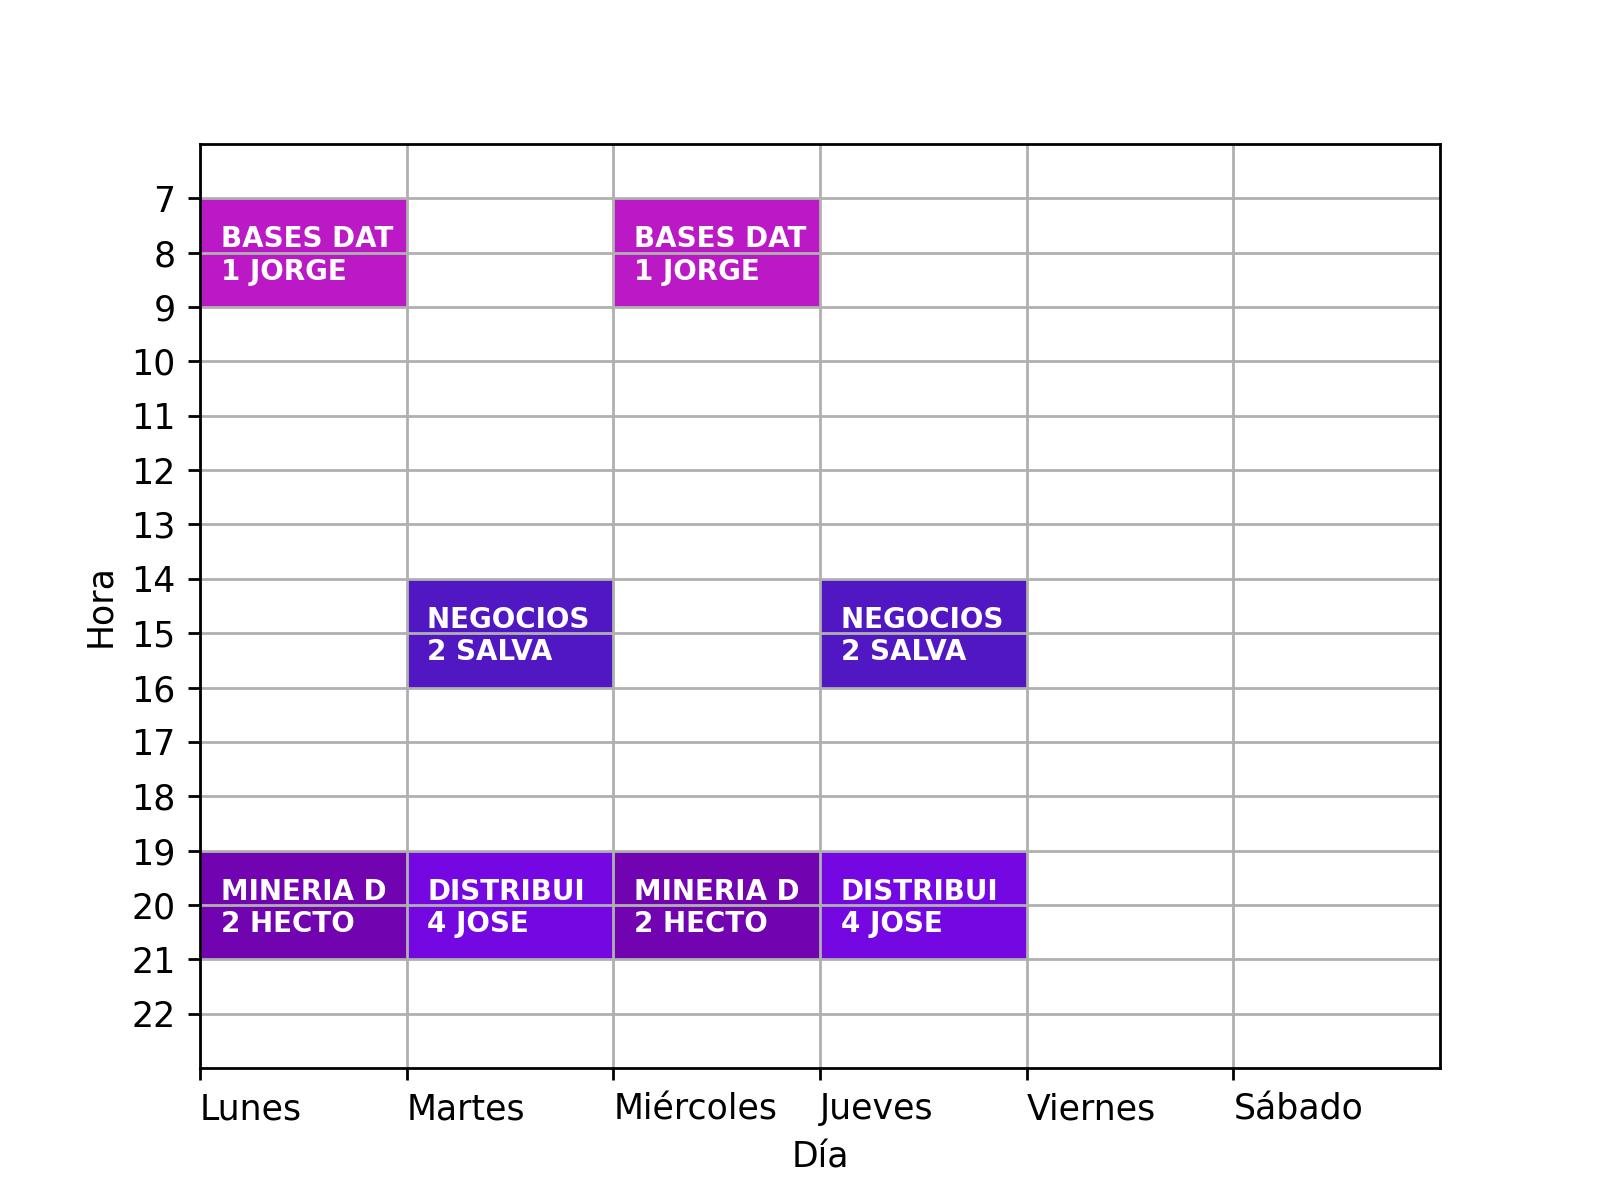 7
BASES DAT
1 JORGE
BASES DAT
1 JORGE
8
9
10
11
12
13
14
NEGOCIOS
2 SALVA
NEGOCIOS
2 SALVA
Hora
15
16
17
18
19
MINERIA D
2 HECTO
DISTRIBUI
4 JOSE
MINERIA D
2 HECTO
DISTRIBUI
4 JOSE
20
21
22
Lunes Martes Miércoles Jueves Viernes Sábado
Día